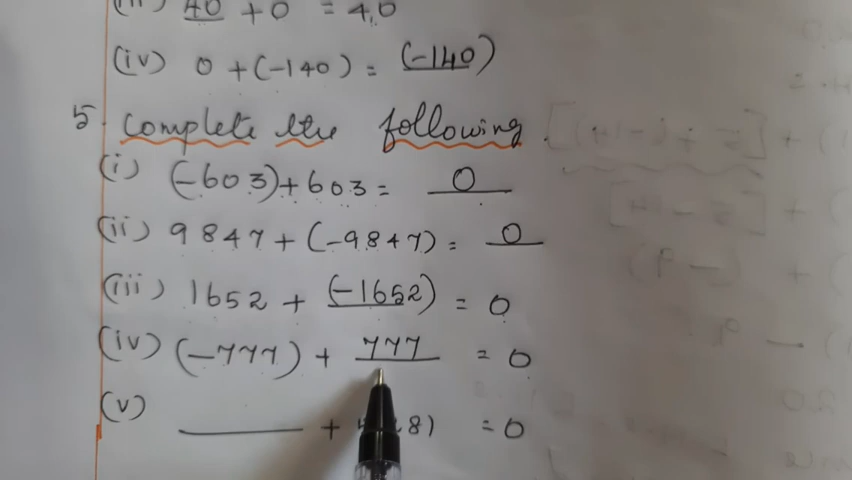 40 + 0 = 40
(iv) 0 + (-140) = (-140)
5. Complete the following.
(i) (-603) + 603 = 0
(ii) 9847 + (-9847) = 0
(iii) 1652 + (-1652) = 0
(iv) (-777) + 777 = 0
(v) + 8) = 0